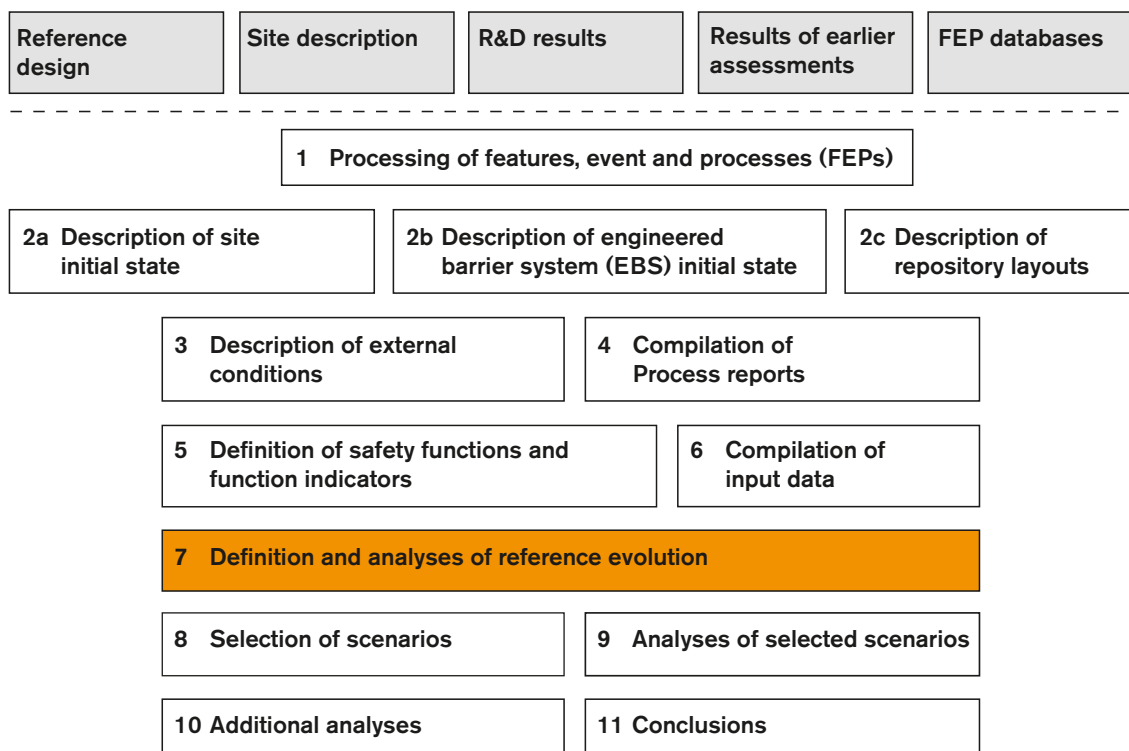 Reference
design
Site description
R&D results
Results of earlier
assessments
FEP databases
1 Processing of features, event and processes (FEPs)
2a Description of site
initial state
2b Description of engineered
barrier system (EBS) initial state
2c Description of
repository layouts
3 Description of external
conditions
4 Compilation of
Process reports
5 Definition of safety functions and
function indicators
6 Compilation of
input data
7 Definition and analyses of reference evolution
8 Selection of scenarios
9 Analyses of selected scenarios
10 Additional analyses
11 Conclusions